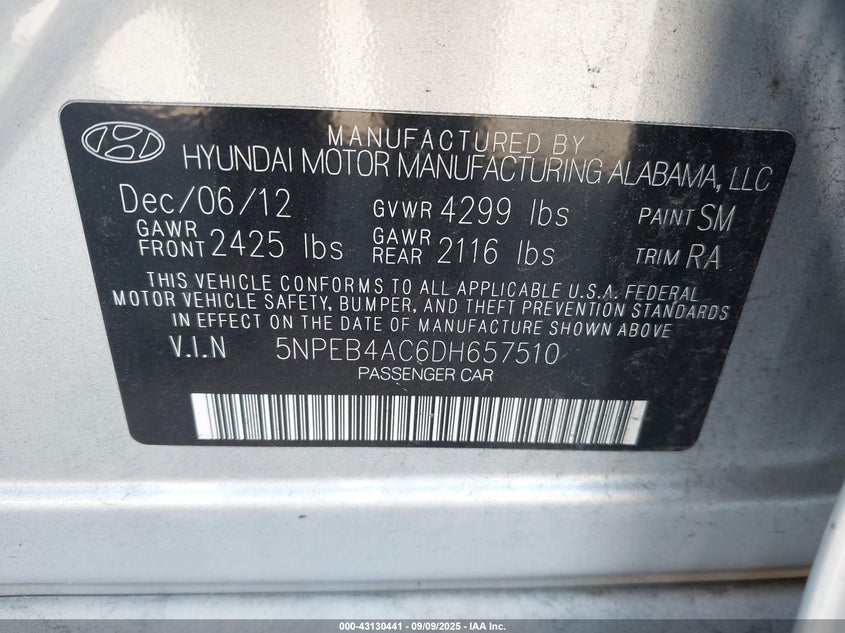 MANUFACTURED BY
HYUNDAI MOTOR MANUFACTURING ALABAMA, LLC
Dec/06/12 GVWR 4299 lbs PAINT SM
GAWR FRONT 2425 lbs GAWR REAR 2116 lbs TRIM RA
THIS VEHICLE CONFORMS TO ALL APPLICABLE U.S.A. FEDERAL
MOTOR VEHICLE SAFETY, BUMPER, AND THEFT PREVENTION STANDARDS
IN EFFECT ON THE DATE OF MANUFACTURE SHOWN ABOVE
V.I.N 5NPEB4AC6DH657510
PASSENGER CAR
000-43130441 - 09/09/2025 - IAA Inc.